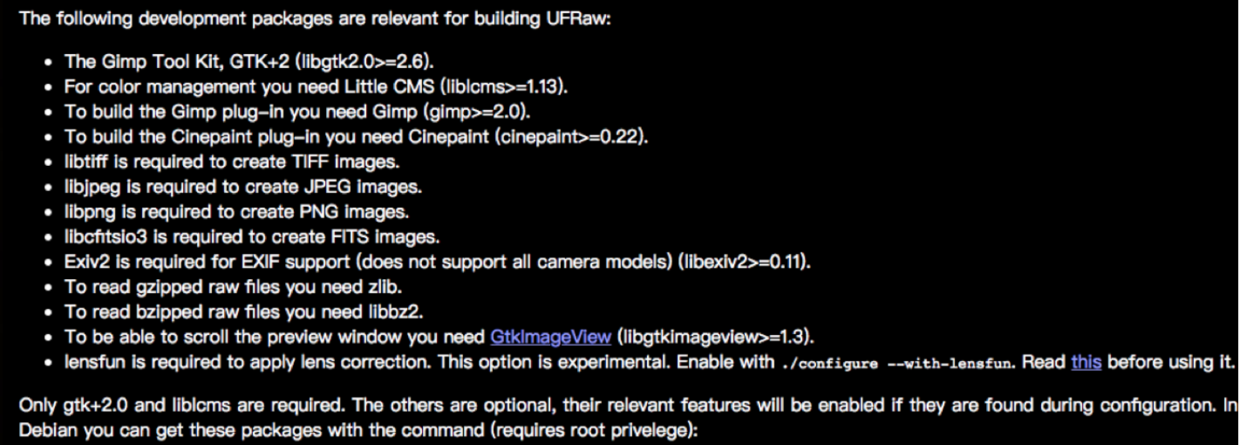 The following development packages are relevant for building UFRaw:
• The Gimp Tool Kit, GTK+2 (libgtk2.0>=2.6).
• For color management you need Little CMS (liblcms>=1.13).
• To build the Gimp plug-in you need Gimp (gimp>=2.0).
• To build the Cinepaint plug-in you need Cinepaint (cinepaint>=0.22).
• libtiff is required to create TIFF images.
• libjpeg is required to create JPEG images.
• libpng is required to create PNG images.
• libcfitsio3 is required to create FITS images.
• Exiv2 is required for EXIF support (does not support all camera models) (libexiv2>=0.11).
• To read gzipped raw files you need zlib.
• To read bzipped raw files you need libbz2.
• To be able to scroll the preview window you need GtkImageView (libgtkimageview>=1.3).
• lensfun is required to apply lens correction. This option is experimental. Enable with ./configure --with-lensfun. Read this before using it.
Only gtk+2.0 and liblcms are required. The others are optional, their relevant features will be enabled if they are found during configuration. In
Debian you can get these packages with the command (requires root privelege):